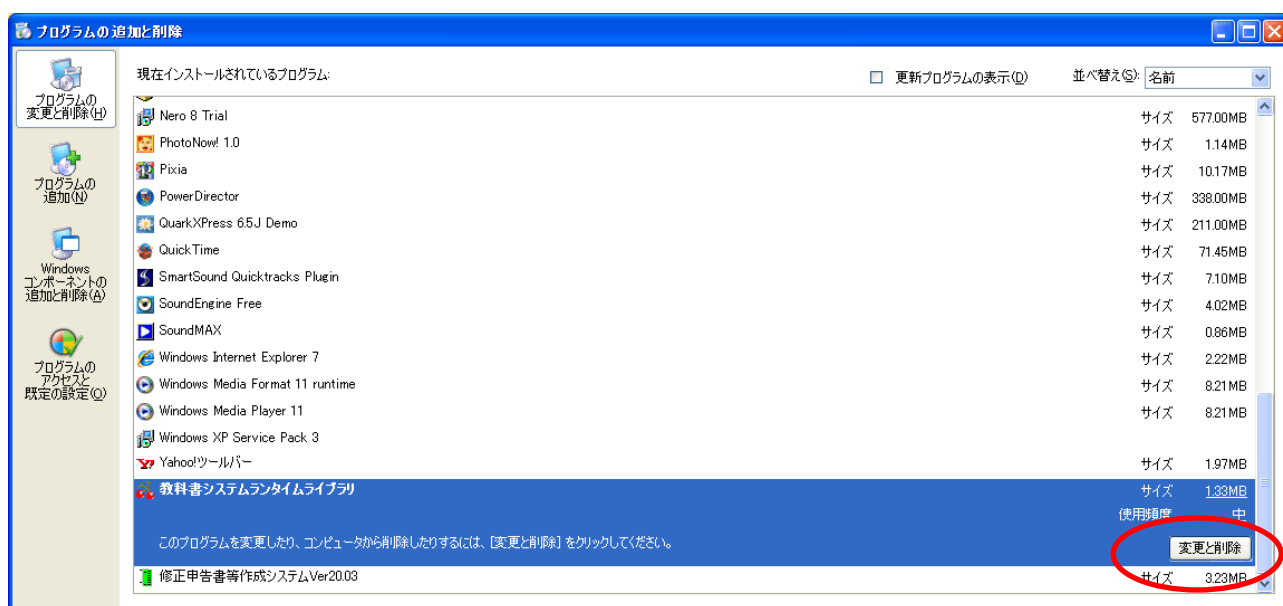 プログラムの追加と削除
プログラムの
変更と削除(H)
プログラムの
追加(N)
Windows
コンポーネントの
追加と削除(A)
プログラムの
アクセスと
既定の設定(O)
現在インストールされているプログラム:
更新プログラムの表示(D)
並べ替え(S): 名前
Nero 8 Trial サイズ 577.00MB
PhotoNow! 1.0 サイズ 1.14MB
Pixia サイズ 10.17MB
PowerDirector サイズ 338.00MB
QuarkXPress 6.5J Demo サイズ 211.00MB
QuickTime サイズ 71.45MB
SmartSound Quicktracks Plugin サイズ 7.10MB
SoundEngine Free サイズ 4.02MB
SoundMAX サイズ 0.86MB
Windows Internet Explorer 7 サイズ 2.22MB
Windows Media Format 11 runtime サイズ 8.21MB
Windows Media Player 11 サイズ 8.21MB
Windows XP Service Pack 3
Yahoo!ツールバー サイズ 1.97MB
教科書システムランタイムライブラリ サイズ 1.33MB
使用頻度 中
このプログラムを変更したり、コンピュータから削除したりするには、[変更と削除] をクリックしてください。
変更と削除
修正申告書等作成システムVer20.03 サイズ 3.23MB